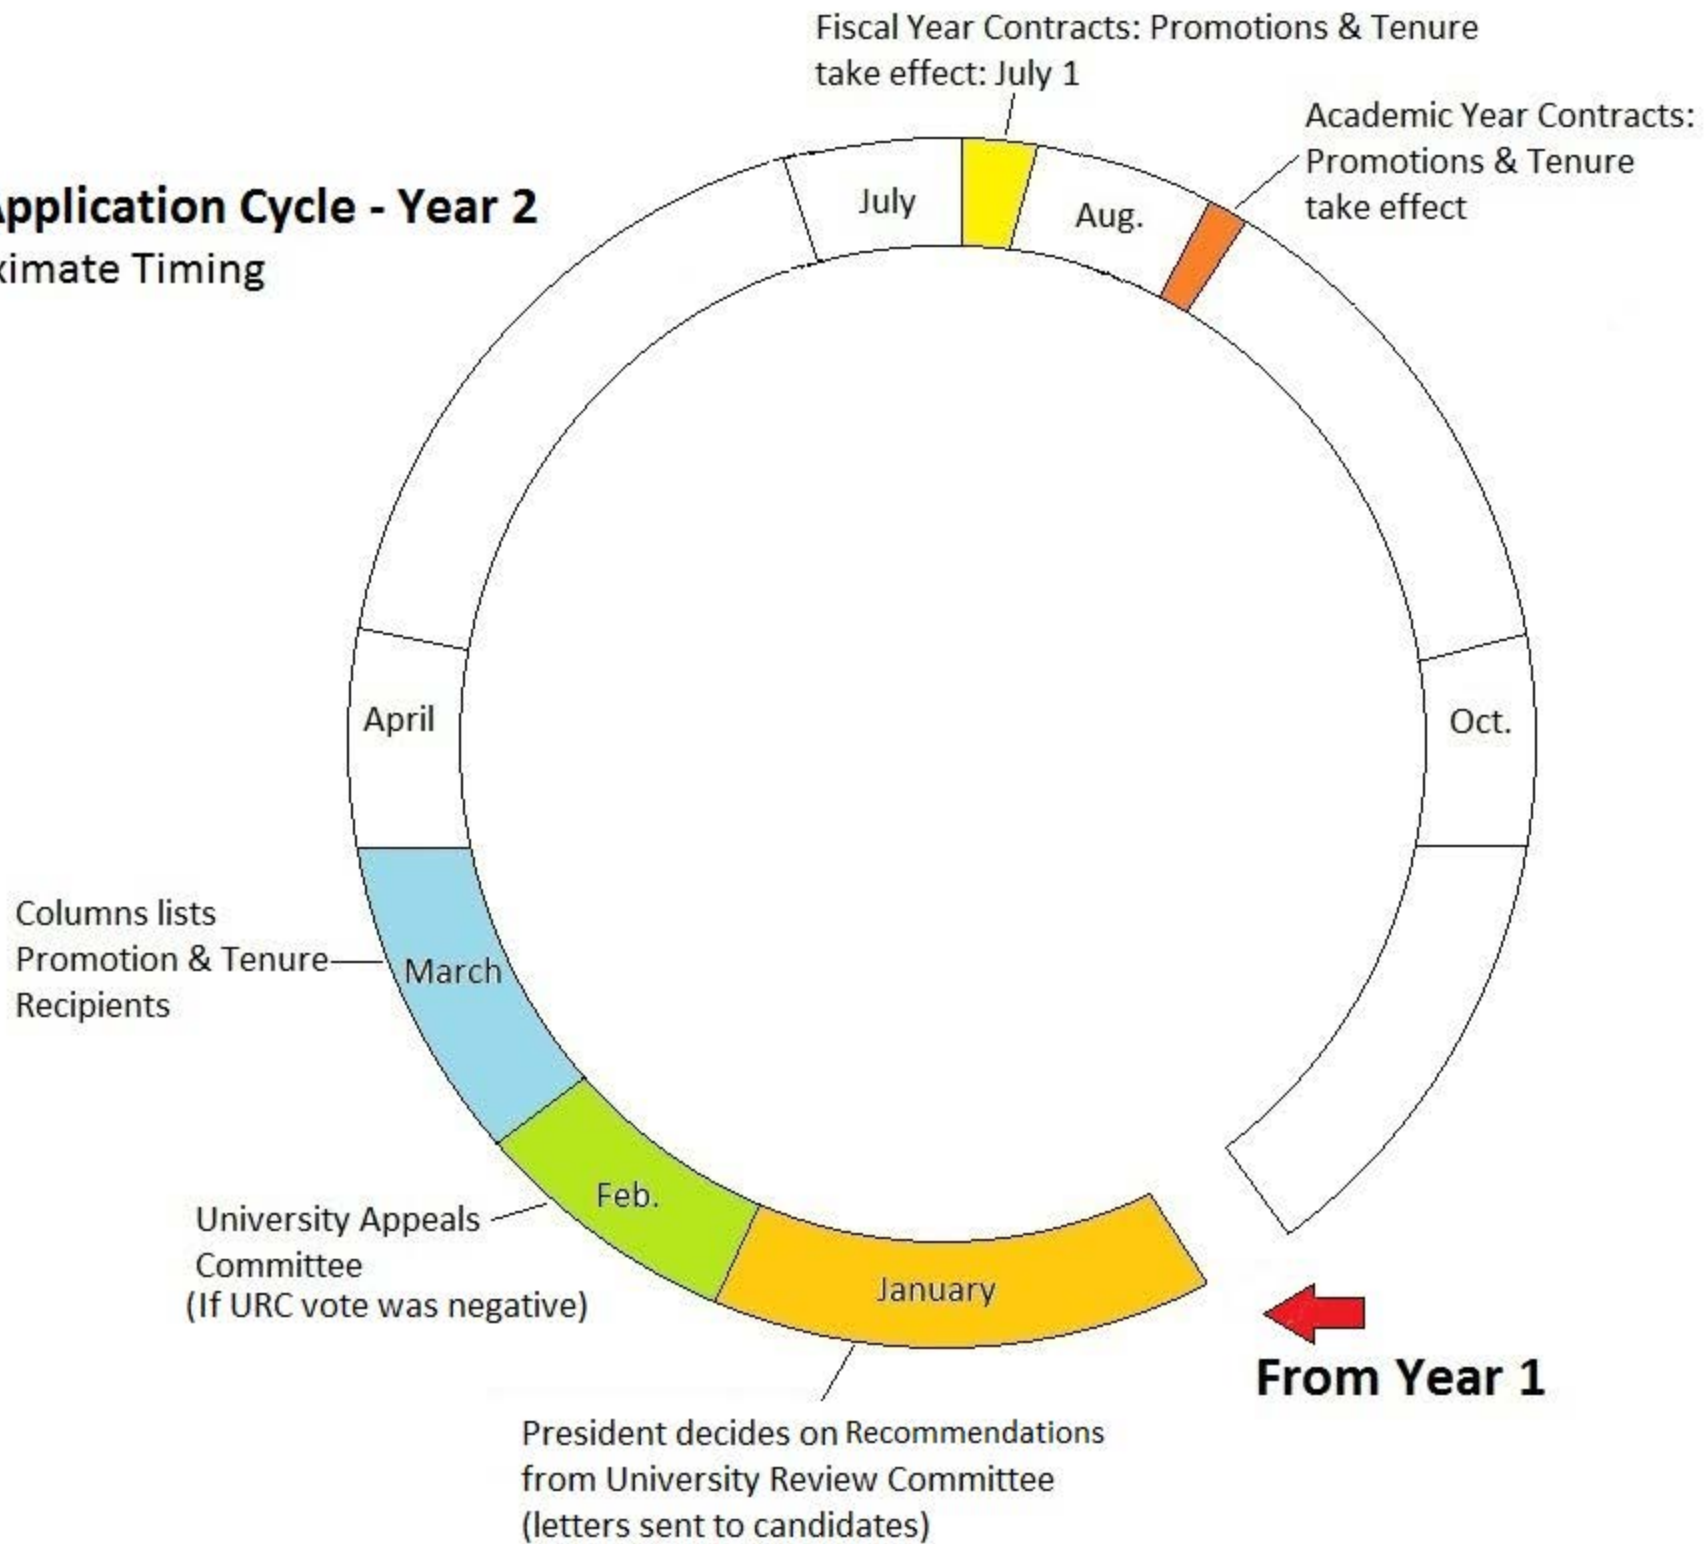 Fiscal Year Contracts: Promotions & Tenure
take effect: July 1
Academic Year Contracts:
Promotions & Tenure
take effect
Application Cycle - Year 2
ximate Timing
July
Aug.
April
Oct.
Columns lists
Promotion & Tenure
Recipients
March
Feb.
University Appeals
Committee
(If URC vote was negative)
January
From Year 1
President decides on Recommendations
from University Review Committee
(letters sent to candidates)